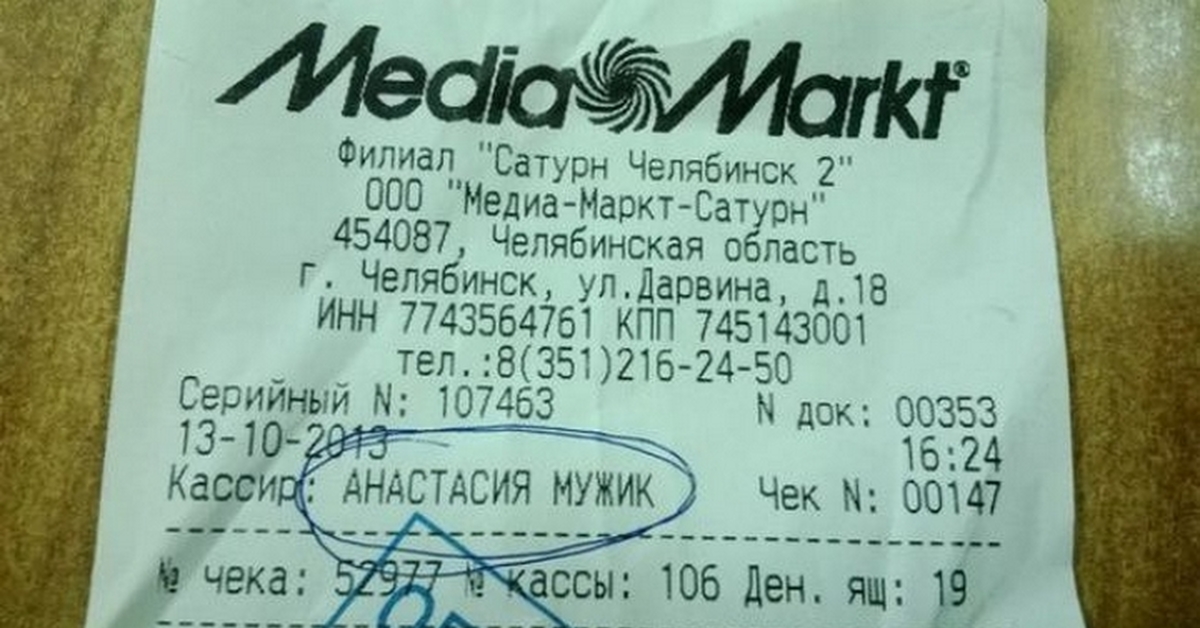 Media Markt®
Филиал "Сатурн Челябинск 2"
ООО "Медиа-Маркт-Сатурн"
454087, Челябинская область
г. Челябинск, ул.Дарвина, д.18
ИНН 7743564761 КПП 745143001
тел.:8(351)216-24-50
Серийный N: 107463 N док: 00353
13-10-2013 16:24
Кассир: АНАСТАСИЯ МУЖИК Чек N: 00147
№ чека: 52977 № кассы: 106 Ден. ящ: 19